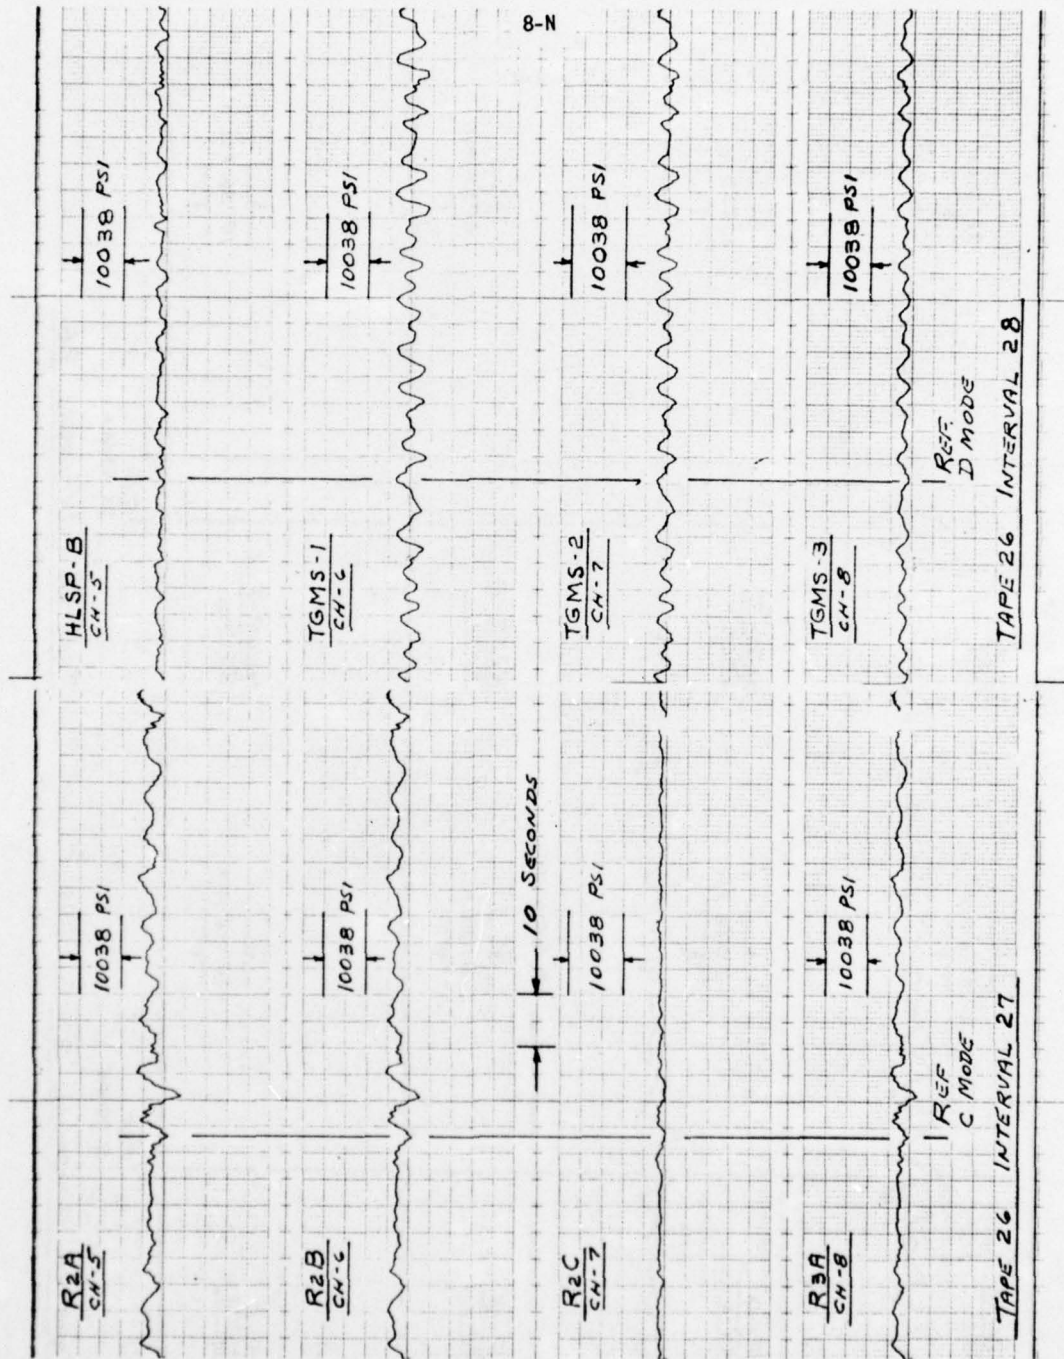 8-N
HLSP-B
CH-5
10038 PSI
TGMS-1
CH-6
10038 PSI
TGMS-2
CH-7
10038 PSI
TGMS-3
CH-8
10038 PSI
REF.
D MODE
TAPE 26 INTERVAL 28
R2A
CH-5
10038 PSI
R2B
CH-6
10038 PSI
10 SECONDS
R2C
CH-7
10038 PSI
R3A
CH-8
10038 PSI
REF
C MODE
TAPE 26 INTERVAL 27